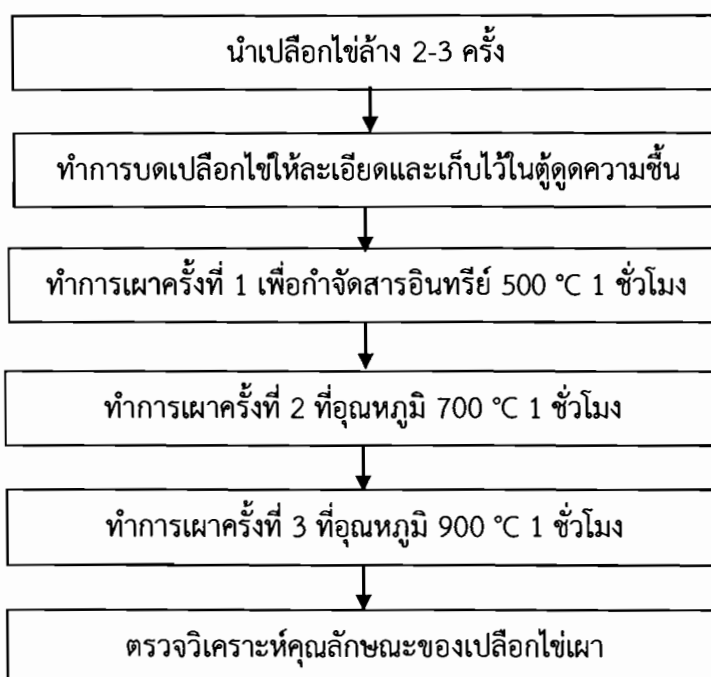 นำเปลือกไข่ล้าง 2-3 ครั้ง
ทำการบดเปลือกไข่ให้ละเอียดและเก็บไว้ในตู้ดูดความชื้น
ทำการเผาครั้งที่ 1 เพื่อกำจัดสารอินทรีย์ 500 °C 1 ชั่วโมง
ทำการเผาครั้งที่ 2 ที่อุณหภูมิ 700 °C 1 ชั่วโมง
ทำการเผาครั้งที่ 3 ที่อุณหภูมิ 900 °C 1 ชั่วโมง
ตรวจวิเคราะห์คุณลักษณะของเปลือกไข่เผา